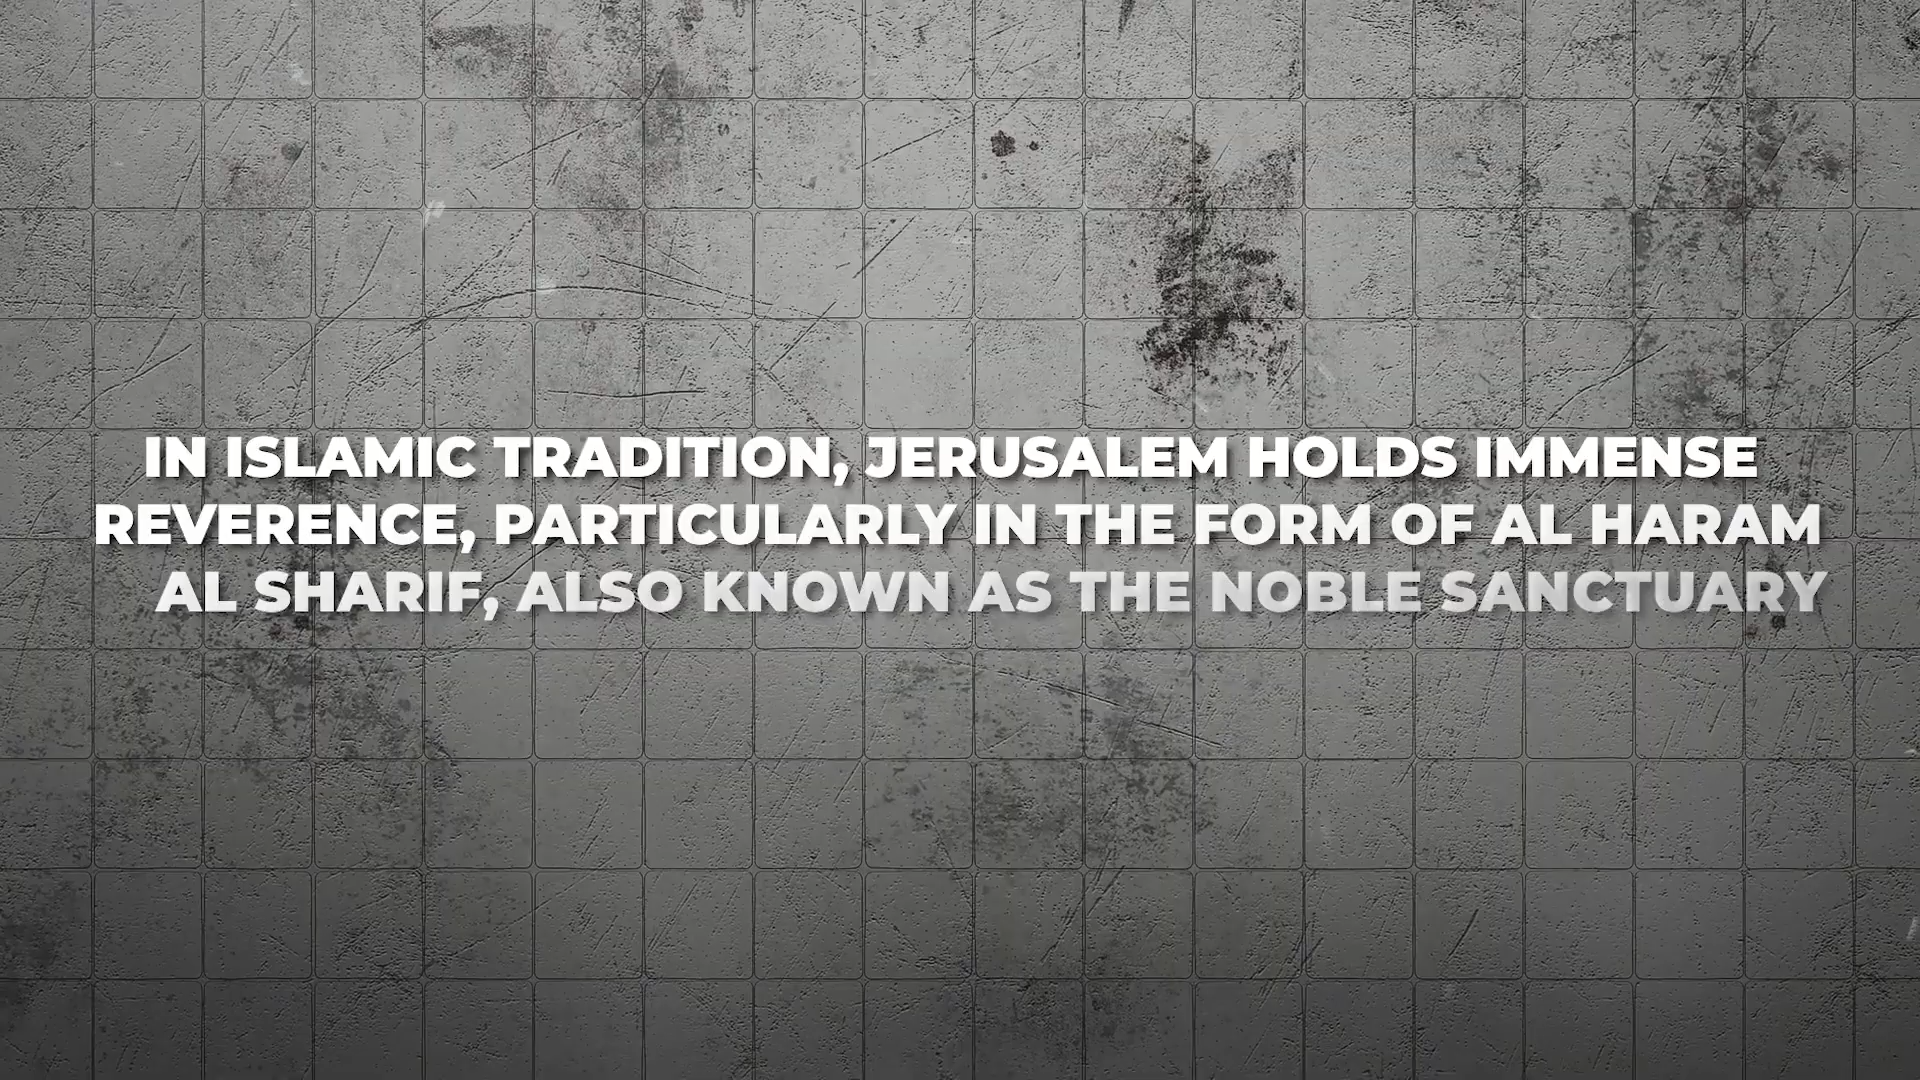 IN ISLAMIC TRADITION, JERUSALEM HOLDS IMMENSE
REVERENCE, PARTICULARLY IN THE FORM OF AL HARAM
AL SHARIF, ALSO KNOWN AS THE NOBLE SANCTUARY